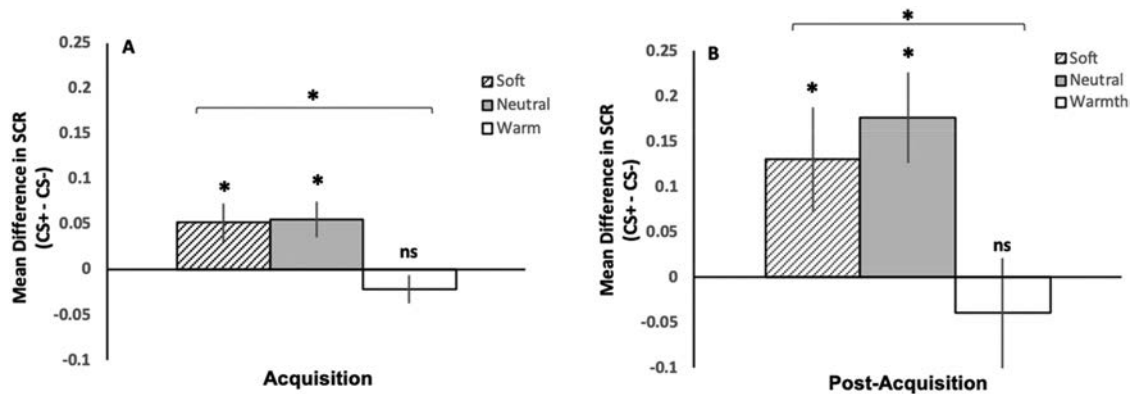 A
0.25
0.2
0.15
0.1
0.05
0
-0.05
-0.1
Mean Difference in SCR
(CS+ - CS-)
*
*
*
ns
Soft
Neutral
Warm
Acquisition
B
0.25
0.2
0.15
0.1
0.05
0
-0.05
-0.1
Mean Difference in SCR
(CS+ - CS-)
*
*
*
ns
Soft
Neutral
Warmth
Post-Acquisition